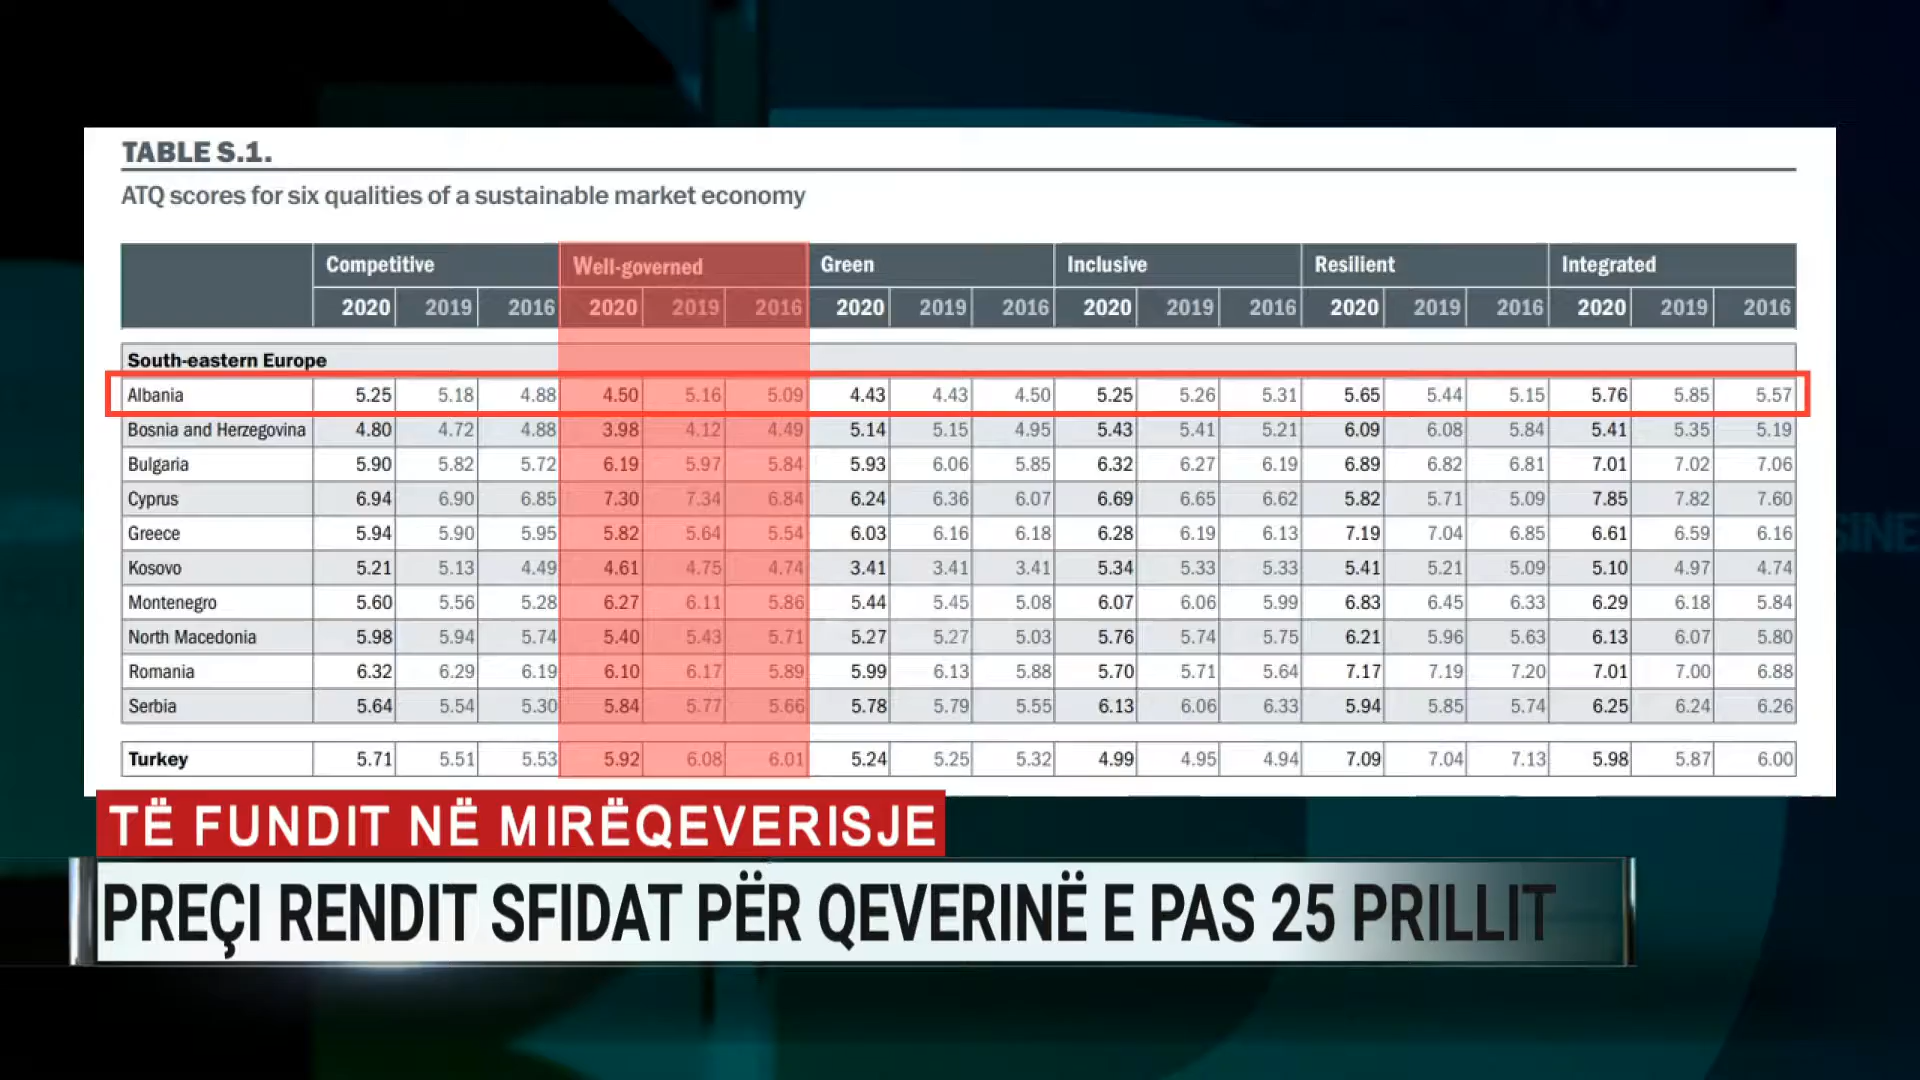 TABLE S.1.
ATQ scores for six qualities of a sustainable market economy
Competitive Well-governed Green Inclusive Resilient Integrated
2020 2019 2016 2020 2019 2016 2020 2019 2016 2020 2019 2016 2020 2019 2016 2020 2019 2016
South-eastern Europe
Albania 5.25 5.18 4.88 4.50 5.16 5.09 4.43 4.43 4.50 5.25 5.26 5.31 5.65 5.44 5.15 5.76 5.85 5.57
Bosnia and Herzegovina 4.80 4.72 4.88 3.98 4.12 4.49 5.14 5.15 4.95 5.43 5.41 5.21 6.09 6.08 5.84 5.41 5.35 5.19
Bulgaria 5.90 5.82 5.72 6.19 5.97 5.84 5.93 6.06 5.85 6.32 6.27 6.19 6.89 6.82 6.81 7.01 7.02 7.06
Cyprus 6.94 6.90 6.85 7.30 7.34 6.84 6.24 6.36 6.07 6.69 6.65 6.62 5.82 5.71 5.09 7.85 7.82 7.60
Greece 5.94 5.90 5.95 5.82 5.64 5.54 6.03 6.16 6.18 6.28 6.19 6.13 7.19 7.04 6.85 6.61 6.59 6.16
Kosovo 5.21 5.13 4.49 4.61 4.75 4.74 3.41 3.41 3.41 5.34 5.33 5.33 5.41 5.21 5.09 5.10 4.97 4.74
Montenegro 5.60 5.56 5.28 6.27 6.11 5.86 5.44 5.45 5.08 6.07 6.06 5.99 6.83 6.45 6.33 6.29 6.18 5.84
North Macedonia 5.98 5.94 5.74 5.40 5.43 5.71 5.27 5.27 5.03 5.76 5.74 5.75 6.21 5.96 5.63 6.13 6.07 5.80
Romania 6.32 6.29 6.19 6.10 6.17 5.89 5.99 6.13 5.88 5.70 5.71 5.64 7.17 7.19 7.20 7.01 7.00 6.88
Serbia 5.64 5.54 5.30 5.84 5.77 5.66 5.78 5.79 5.55 6.13 6.06 6.33 5.94 5.85 5.74 6.25 6.24 6.26
Turkey 5.71 5.51 5.53 5.92 6.08 6.01 5.24 5.25 5.32 4.99 4.95 4.94 7.09 7.04 7.13 5.98 5.87 6.00
TË FUNDIT NË MIRËQEVERISJE
PREÇI RENDIT SFIDAT PËR QEVERINË E PAS 25 PRILLIT